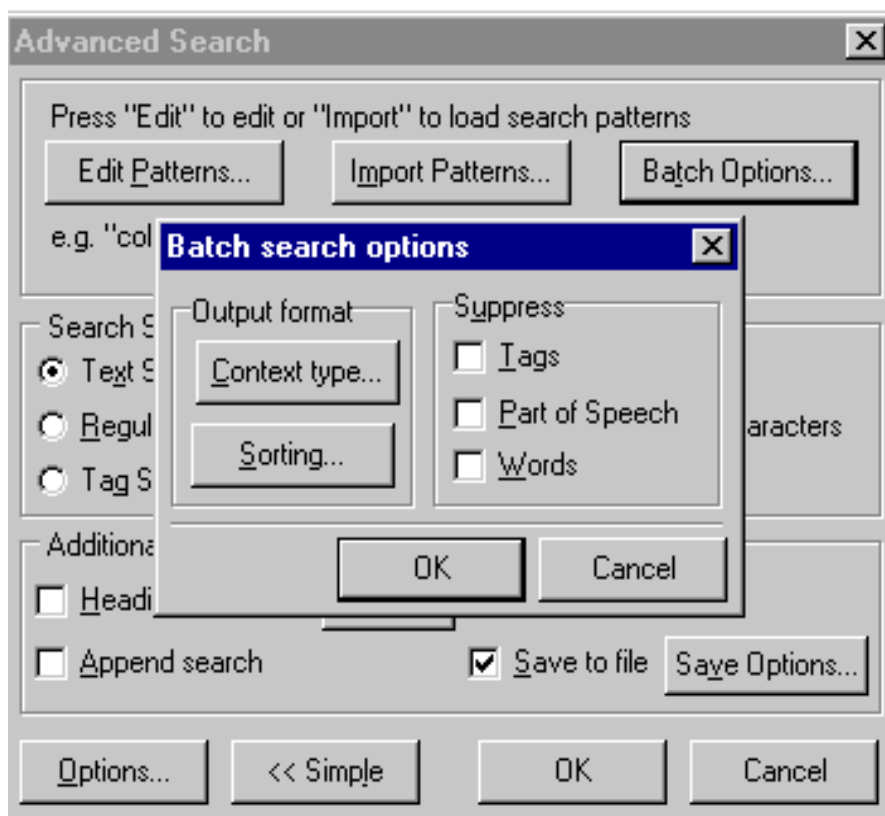 Advanced Search
Press "Edit" to edit or "Import" to load search patterns
Edit Patterns... Import Patterns... Batch Options...
e.g. "col
Batch search options
Output format Suppress
Context type... Tags
Part of Speech
Sorting... Words
OK Cancel
Search S
Text S
Regul aracters
Tag S
Additiona
Headi
Append search Save to file Save Options...
Options... << Simple OK Cancel